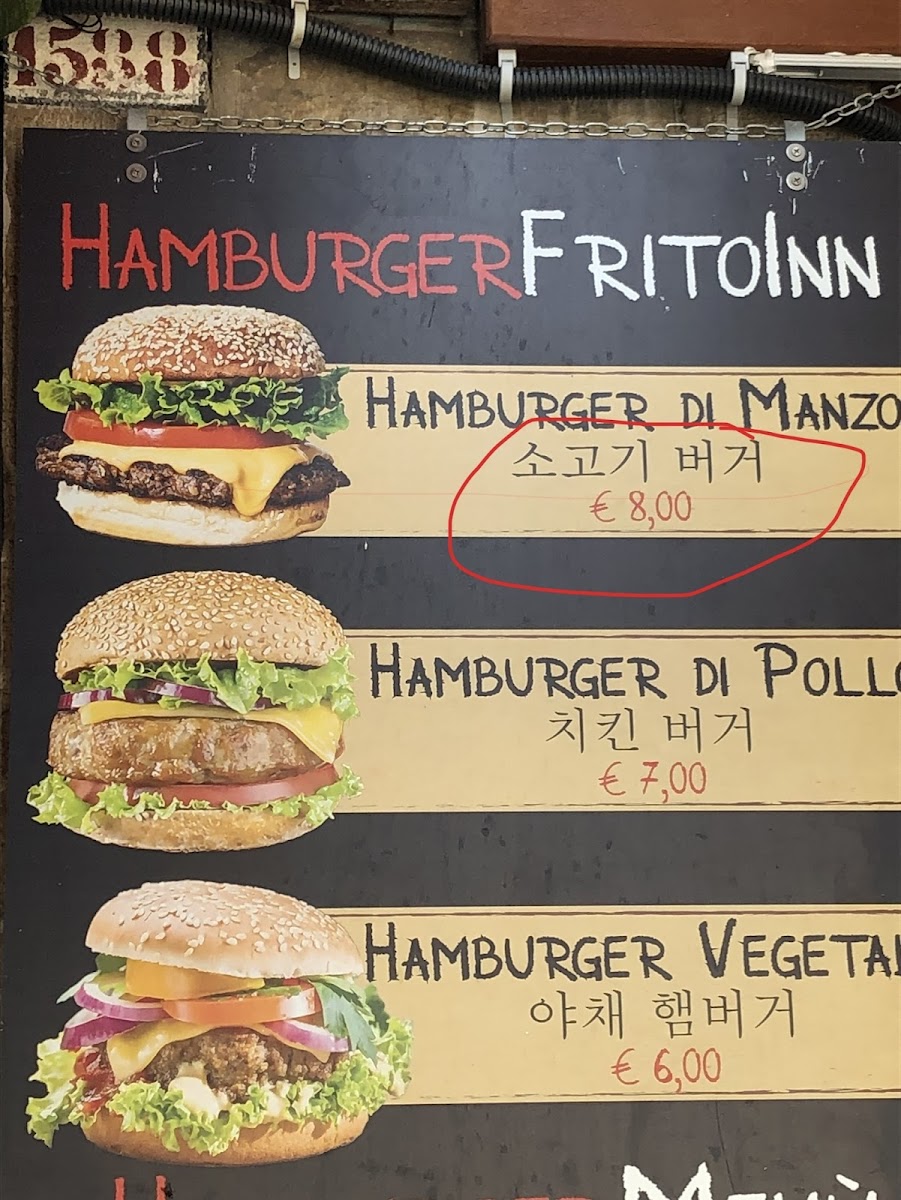 1588
HAMBURGERFRITOINN
HAMBURGER DI MANZO
소고기 버거
€ 8,00
HAMBURGER DI POLLO
치킨 버거
€ 7,00
HAMBURGER
야채 햄버거
€ 6,00